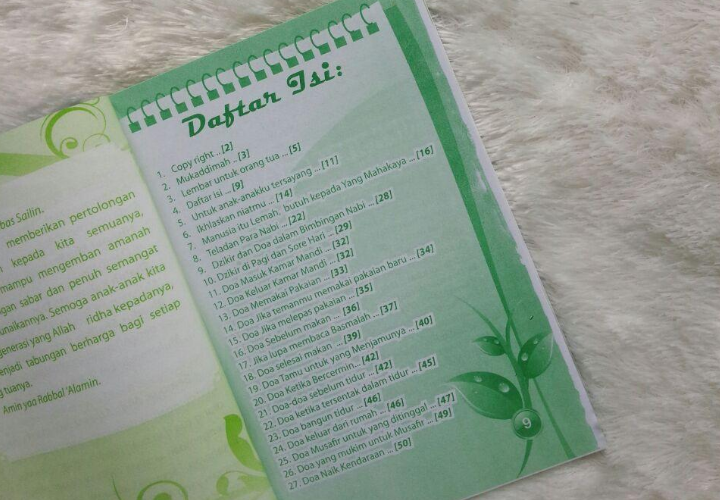 bas Sailin.
memberikan pertolongan
kepada kita semuanya,
mampu mengemban amanah
gan sabar dan penuh semangat
unaikannya. Semoga anak-anak kita
generasi yang Allah ridha kepadanya,
enjadi tabungan berharga bagi setiap
g tuanya.
Amin yaa Rabbal 'Alamin.
Daftar Isi:
1. Copy right ... [2]
2. Mukaddimah ... [3]
3. Lembar untuk orang tua ... [5]
4. Daftar isi ... [9]
5. Untuk anak-anakku tersayang ... [11]
6. Ikhlaskan niatmu ... [14]
7. Manusia itu Lemah, butuh kepada Yang Mahakaya ... [16]
8. Teladan Para Nabi ... [22]
9. Dzikir dan Doa dalam Bimbingan Nabi ... [28]
10. Dzikir di Pagi dan Sore Hari ... [29]
11. Doa Masuk Kamar Mandi ... [32]
12. Doa Keluar Kamar Mandi ... [32]
13. Doa Memakai Pakaian ... [33]
14. Doa Jika temanmu memakai pakaian baru ... [34]
15. Doa Jika melepas pakaian ... [35]
16. Doa Sebelum makan ... [36]
17. Jika lupa membaca Basmalah ... [37]
18. Doa selesai makan ... [39]
19. Doa Tamu untuk yang Menjamunya ... [40]
20. Doa Ketika Bercermin... [42]
21. Doa-doa sebelum tidur ... [42]
22. Doa ketika tersentak dalam tidur ... [45]
23. Doa bangun tidur ... [46]
24. Doa keluar dari rumah ... [46]
25. Doa Musafir untuk yang ditinggal ... [47]
26. Doa yang mukim untuk Musafir ... [49]
27. Doa Naik Kendaraan ... [50]
9